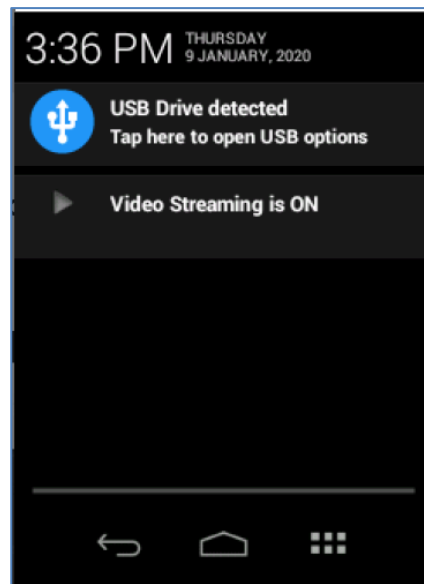 3:36 PM THURSDAY
9 JANUARY, 2020
USB Drive detected
Tap here to open USB options
Video Streaming is ON